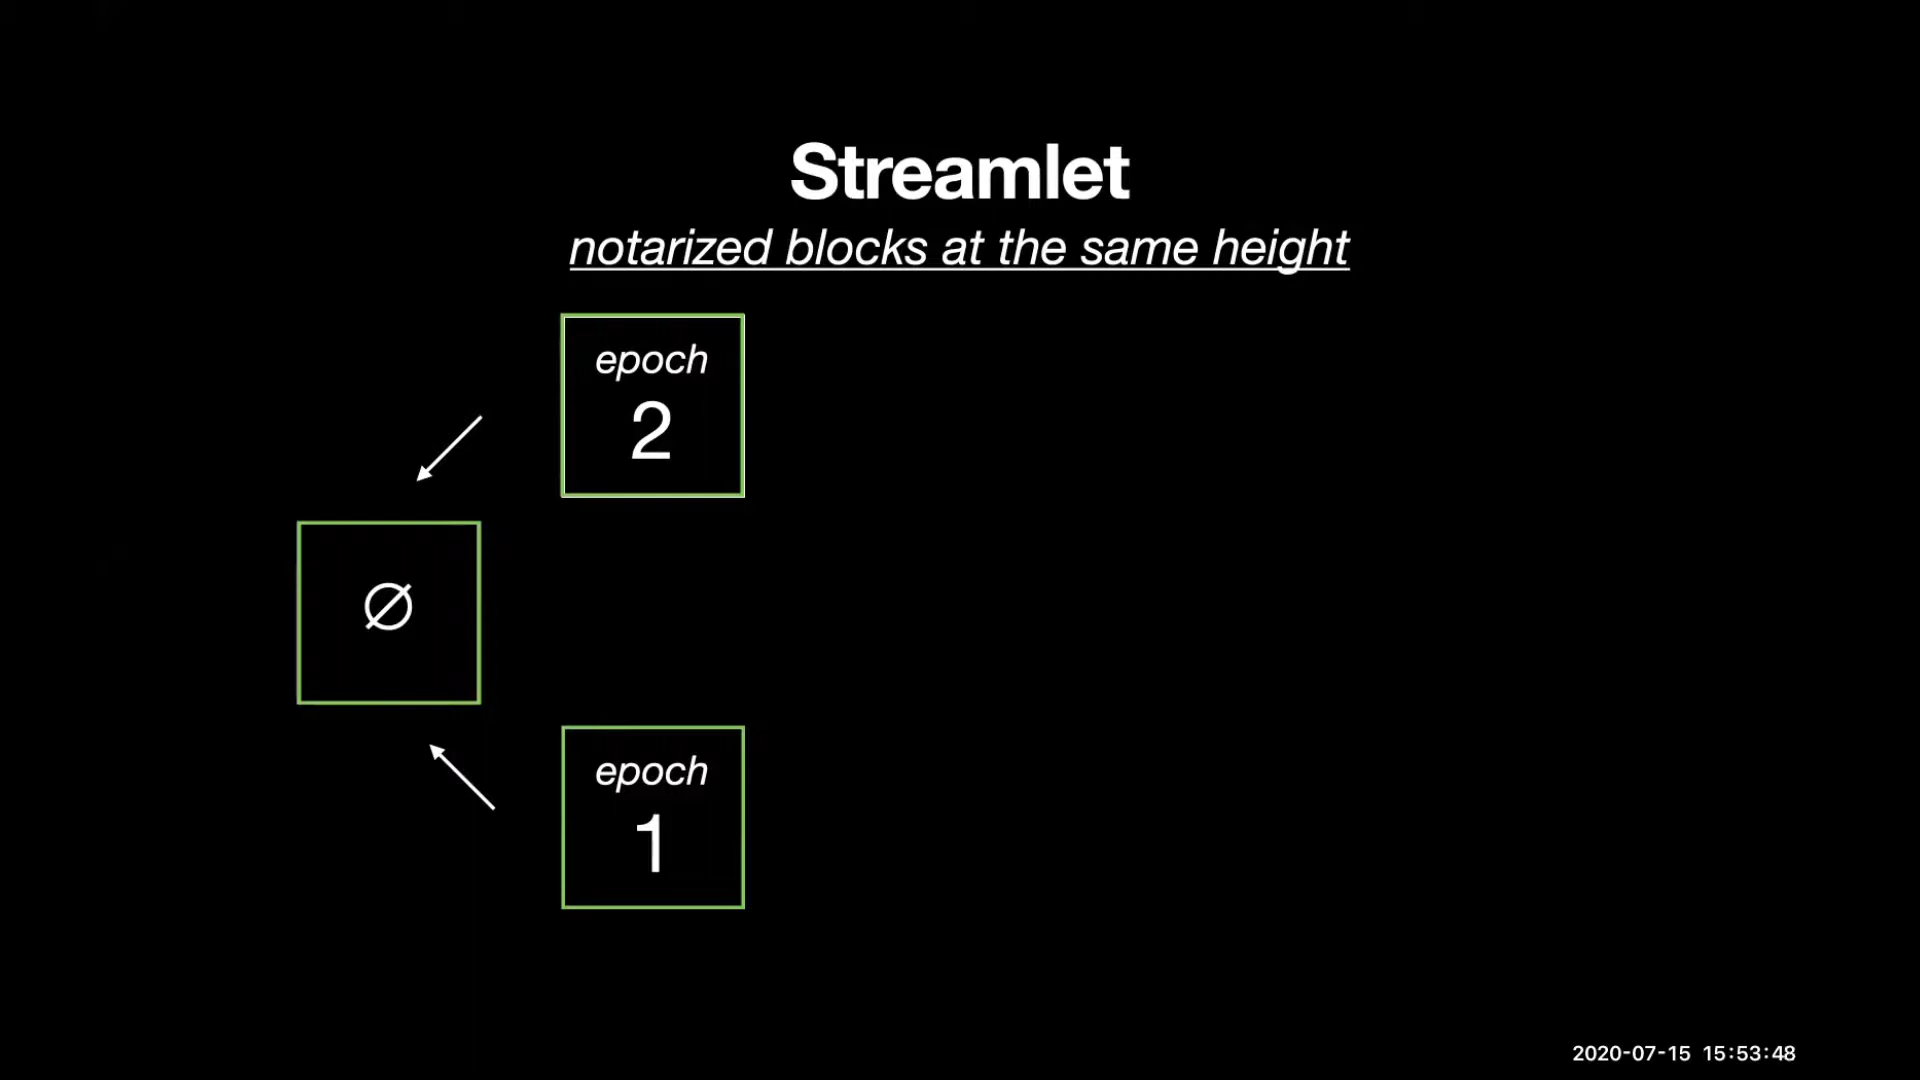 Streamlet
notarized blocks at the same height
epoch
2
∅
epoch
1
2020-07-15 15:53:48